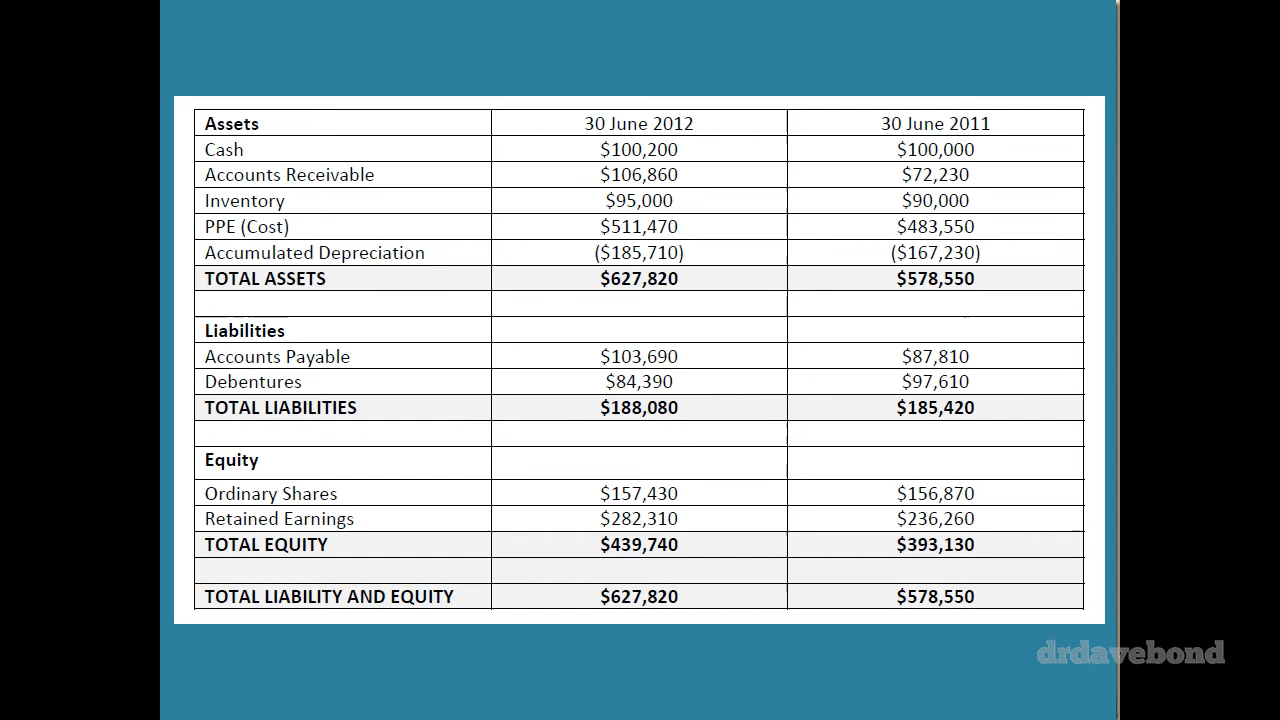 Assets 30 June 2012 30 June 2011
Cash $100,200 $100,000
Accounts Receivable $106,860 $72,230
Inventory $95,000 $90,000
PPE (Cost) $511,470 $483,550
Accumulated Depreciation ($185,710) ($167,230)
TOTAL ASSETS $627,820 $578,550
Liabilities
Accounts Payable $103,690 $87,810
Debentures $84,390 $97,610
TOTAL LIABILITIES $188,080 $185,420
Equity
Ordinary Shares $157,430 $156,870
Retained Earnings $282,310 $236,260
TOTAL EQUITY $439,740 $393,130
TOTAL LIABILITY AND EQUITY $627,820 $578,550
drdavebond